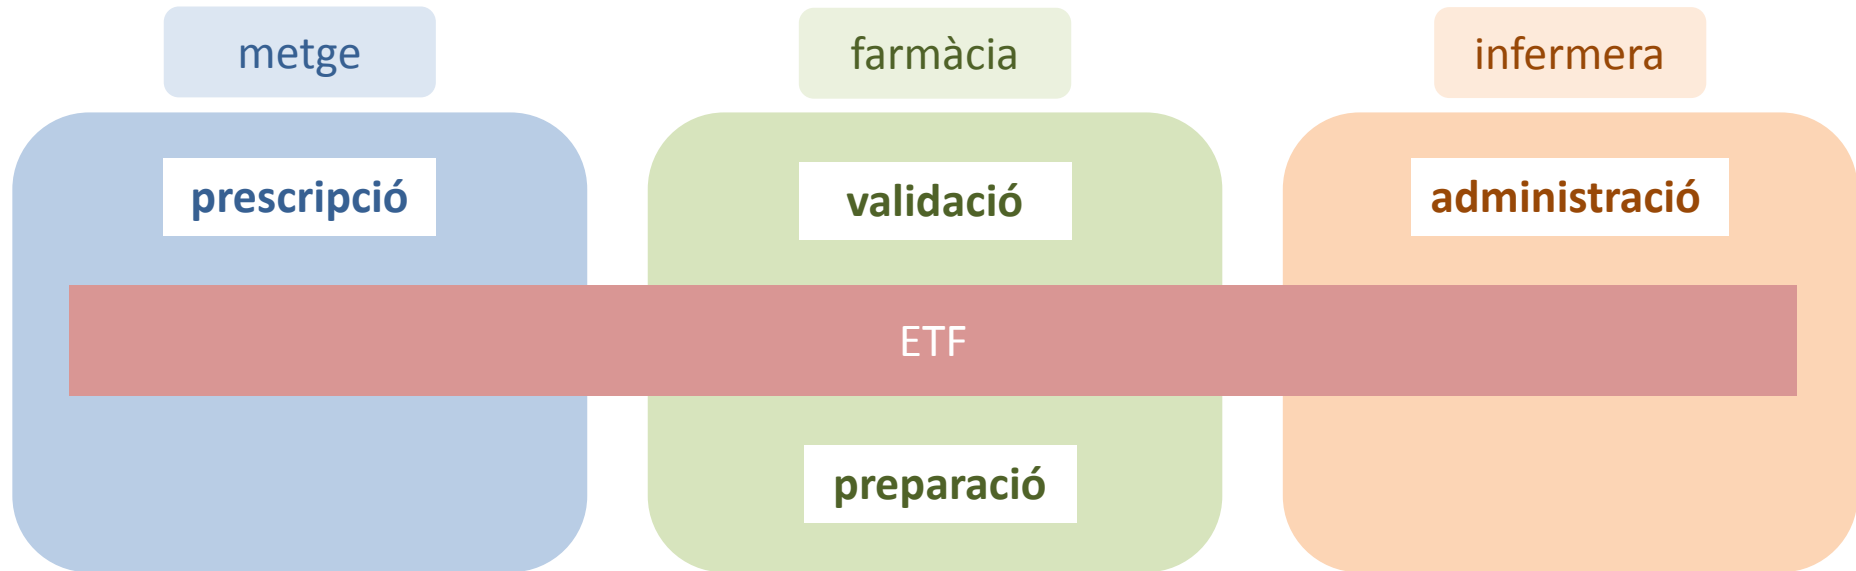 metge
farmàcia
infermera
prescripció
validació
administració
ETF
preparació